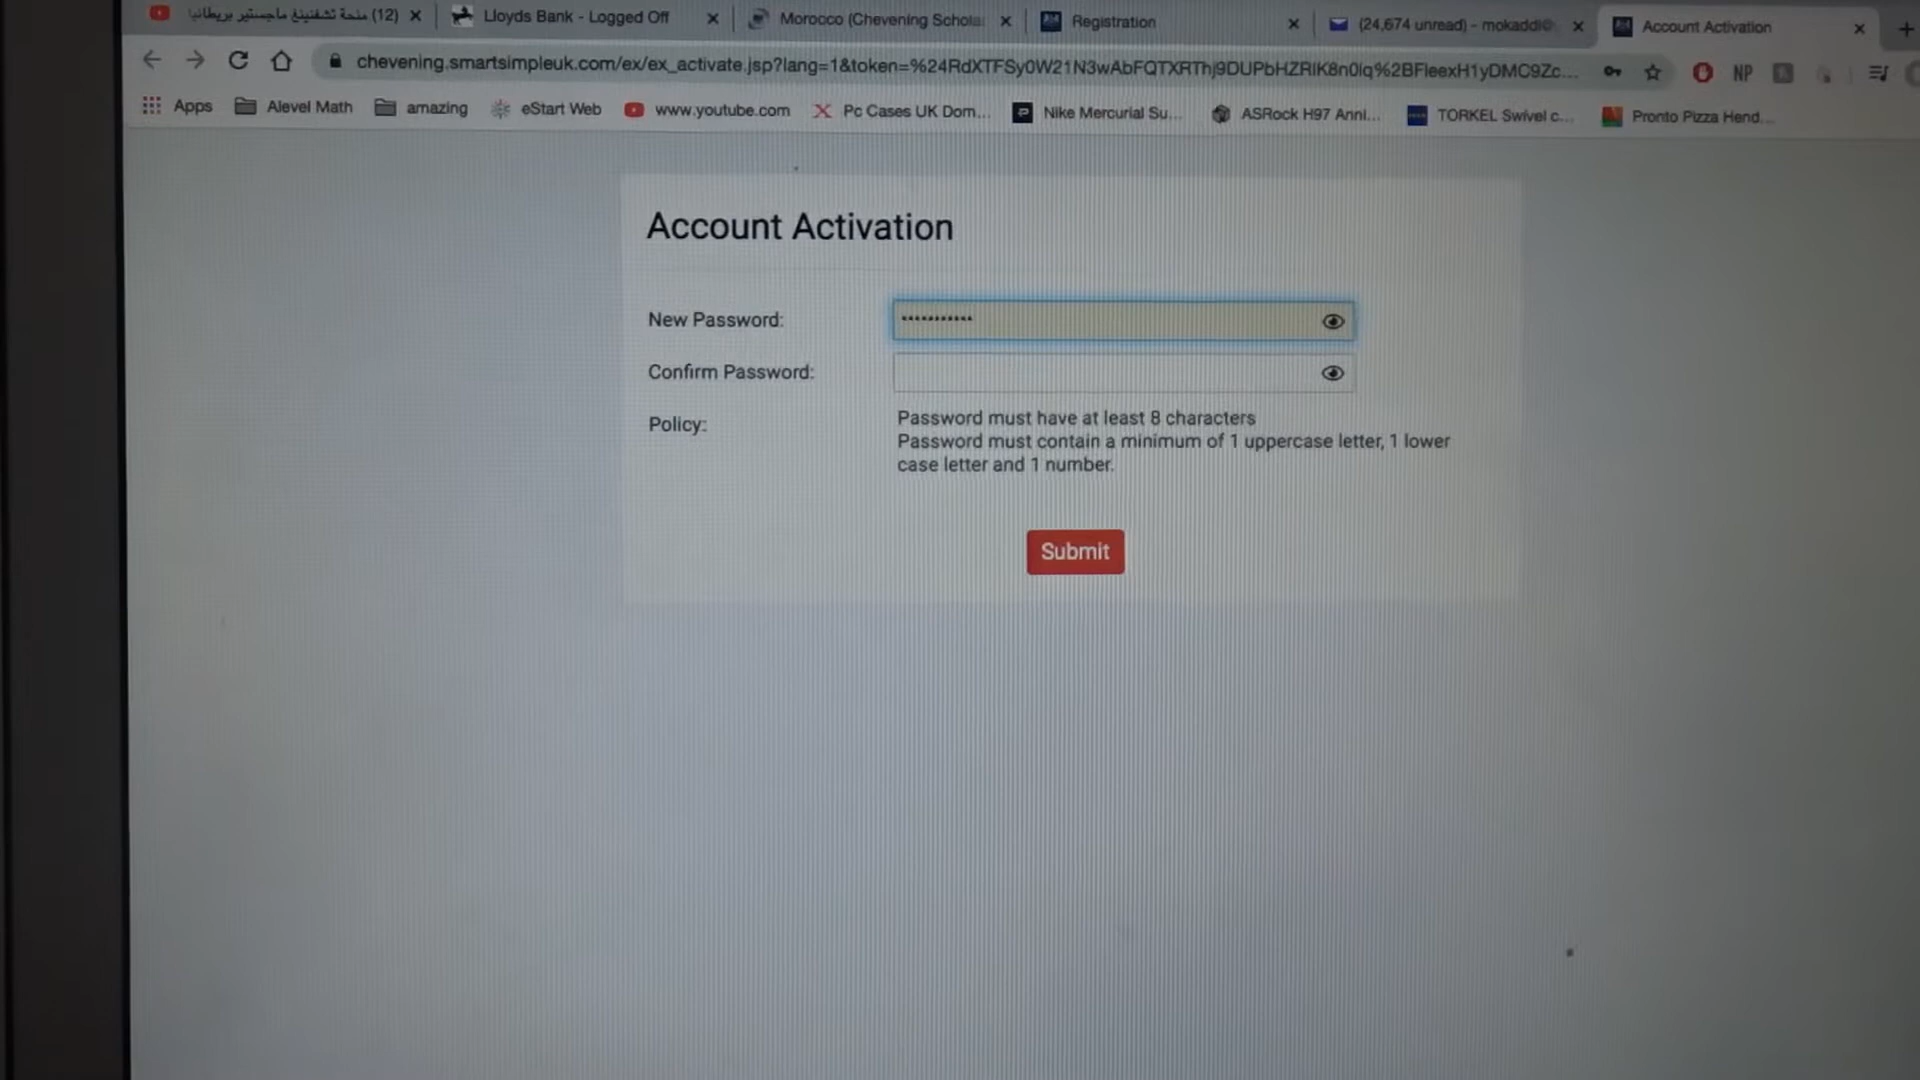 (12) منحة تشفنينغ ماجستير بريطانيا
Lloyds Bank - Logged Off
Morocco (Chevening Schola
Registration
(24,674 unread) - mokaddi@
Account Activation
chevening.smartsimpleuk.com/ex/ex_activate.jsp?lang=1&token=
NP
Apps
Alevel Math
amazing
eStart Web
www.youtube.com
Pc Cases UK Dom...
Nike Mercurial Su...
ASRock H97 Anni...
TORKEL Swivel c...
Pronto Pizza Hend...
Account Activation
New Password:
Confirm Password:
Policy:
Password must have at least 8 characters
Password must contain a minimum of 1 uppercase letter, 1 lower
case letter and 1 number.
Submit